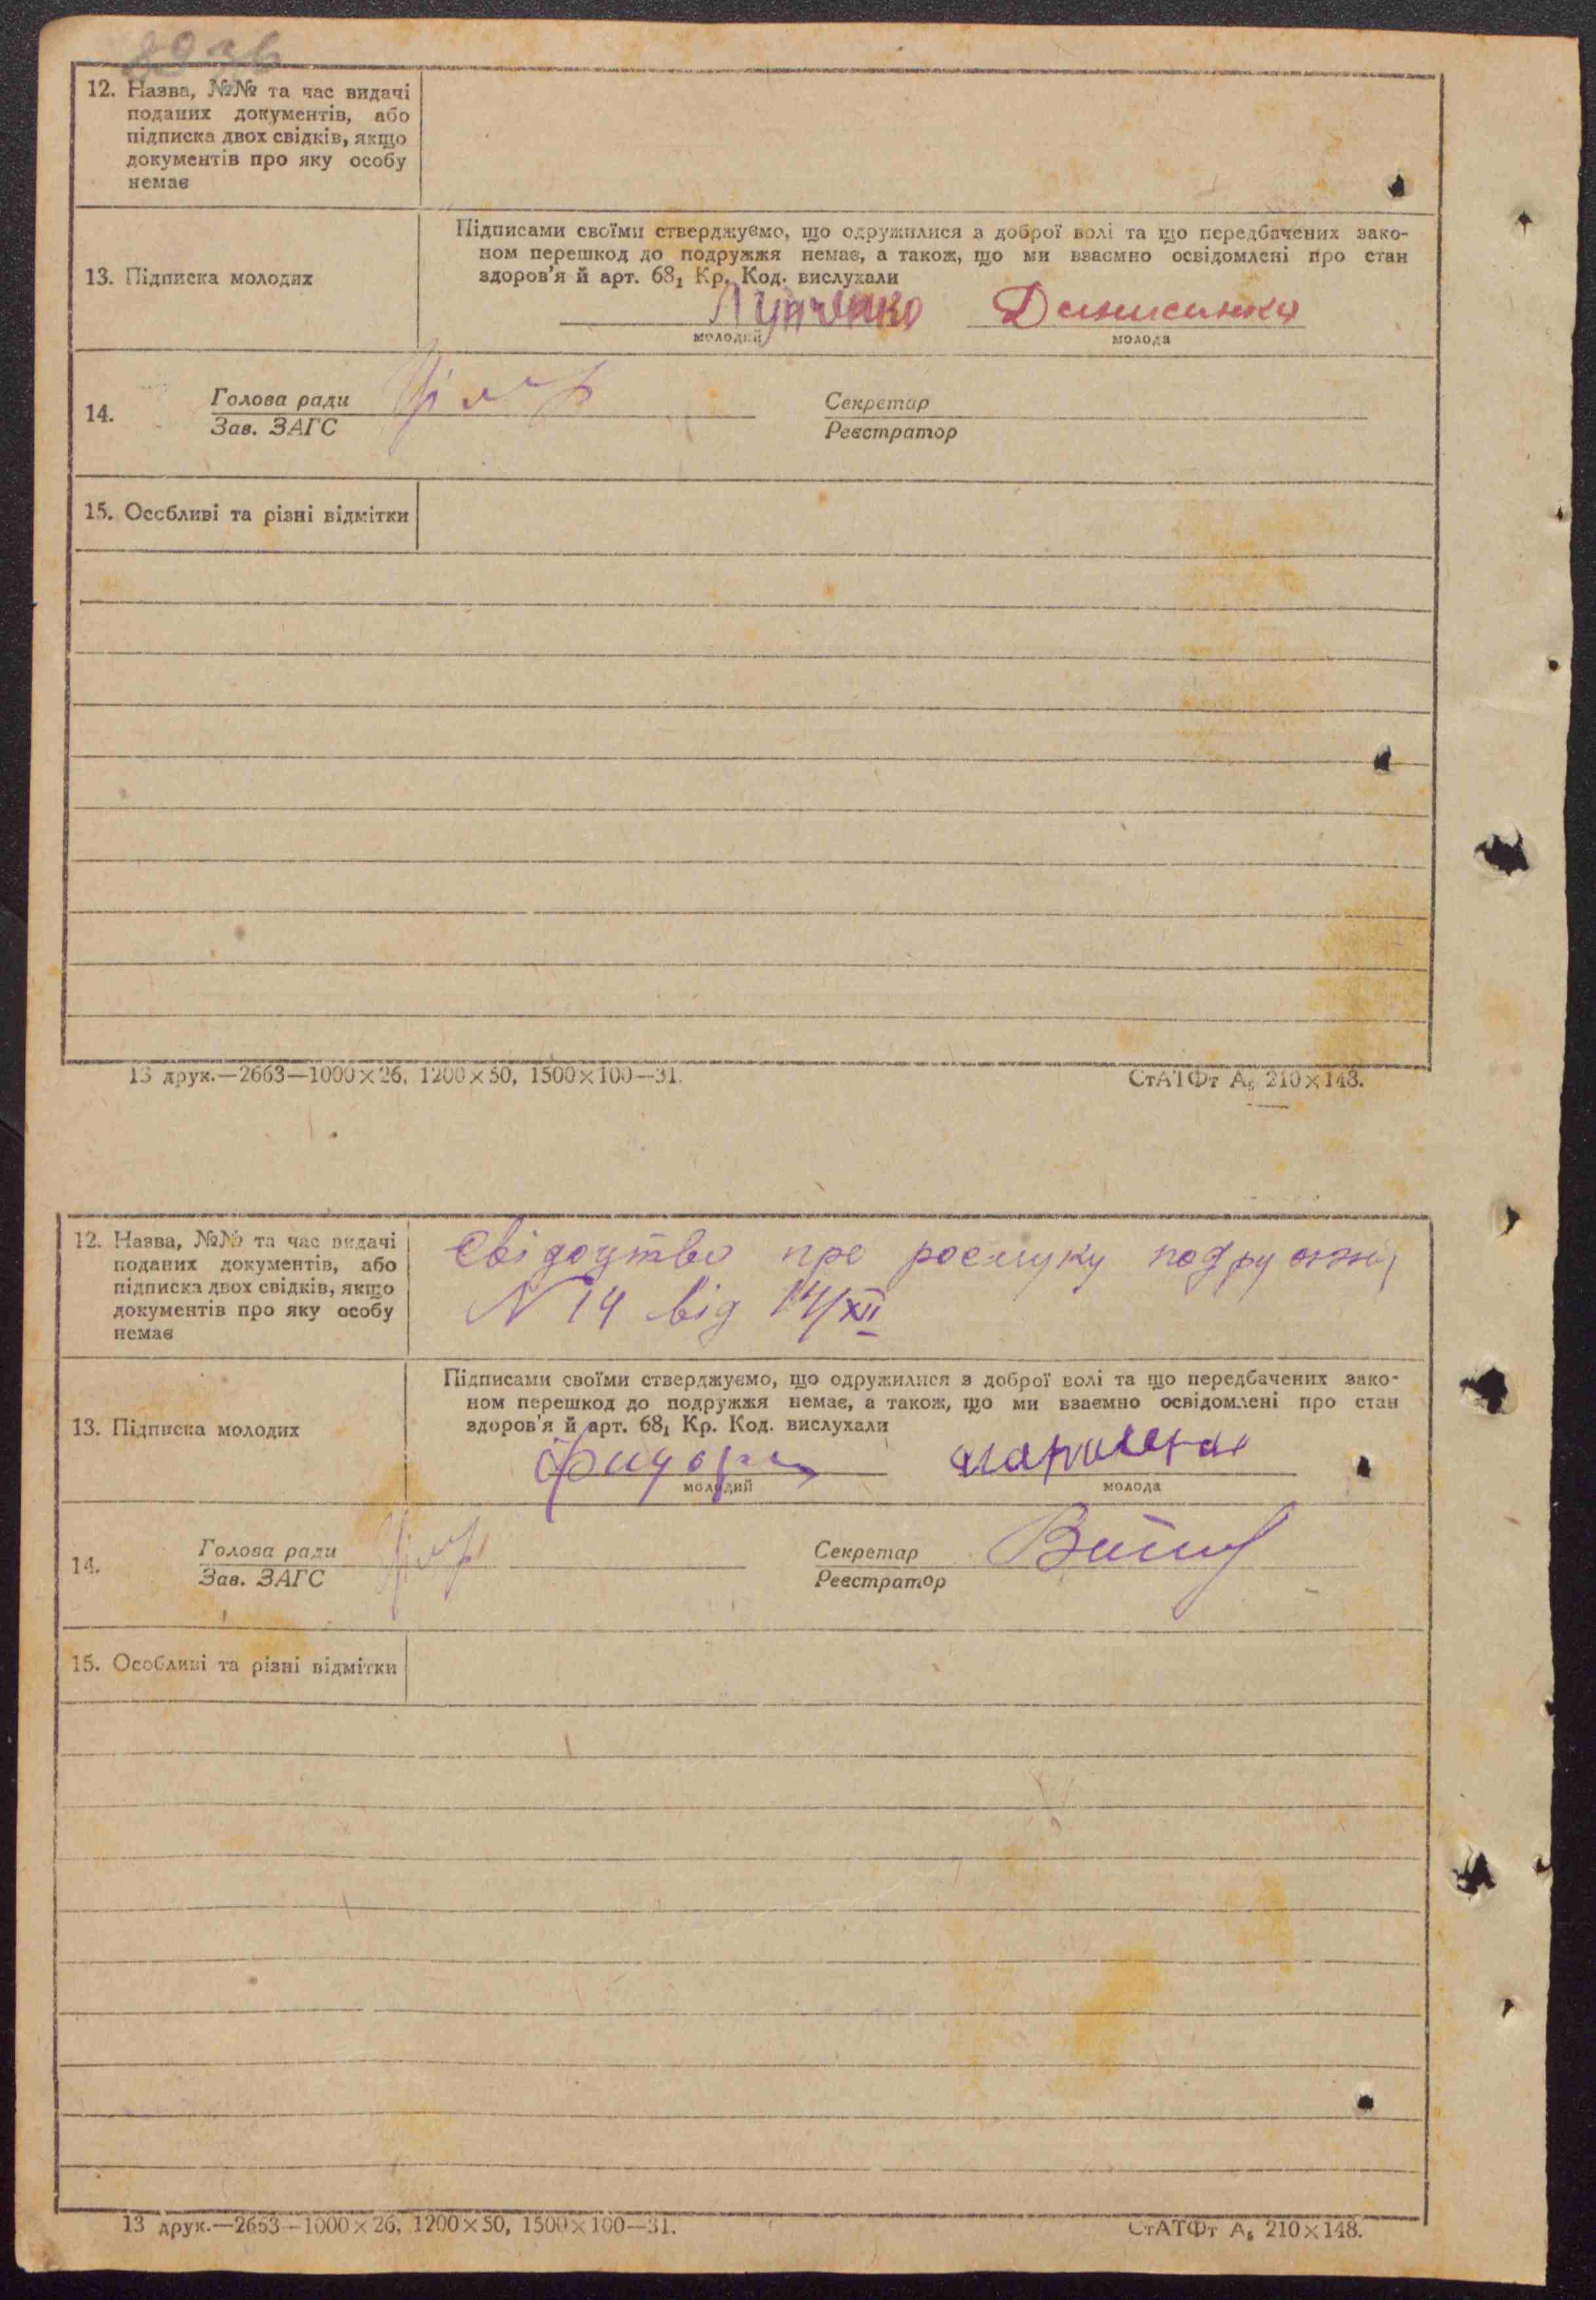 12. Назва, №№ та час видачі
поданих документів, або
підписка двох свідків, якщо
документів про яку особу
немає
13. Підписка молодих
Підписами своїми стверджуємо, що одружилися з доброї волі та що передбачених зако-
ном перешкод до подружжя немає, а також, що ми взаємно освідомлені про стан
здоров'я й арт. 68₁ Кр. Код. вислухали
молодий
молода
14.
Голова ради
Зав. ЗАГС
Секретар
Реєстратор
15. Особливі та різні відмітки
13 друк.—2663—1000×26, 1200×50, 1500×100—31.
СтАТФт А₅ 210×148.
12. Назва, №№ та час видачі
поданих документів, або
підписка двох свідків, якщо
документів про яку особу
немає
Свідоцтво про розлуку
N 14 від 14/XII
13. Підписка молодих
Підписами своїми стверджуємо, що одружилися з доброї волі та що передбачених зако-
ном перешкод до подружжя немає, а також, що ми взаємно освідомлені про стан
здоров'я й арт. 68₁ Кр. Код. вислухали
молодий
молода
14.
Голова ради
Зав. ЗАГС
Секретар
Реєстратор
15. Особливі та різні відмітки
13 друк.—2653—1000×26, 1200×50, 1500×100—31.
СтАТФт А₅ 210×148.